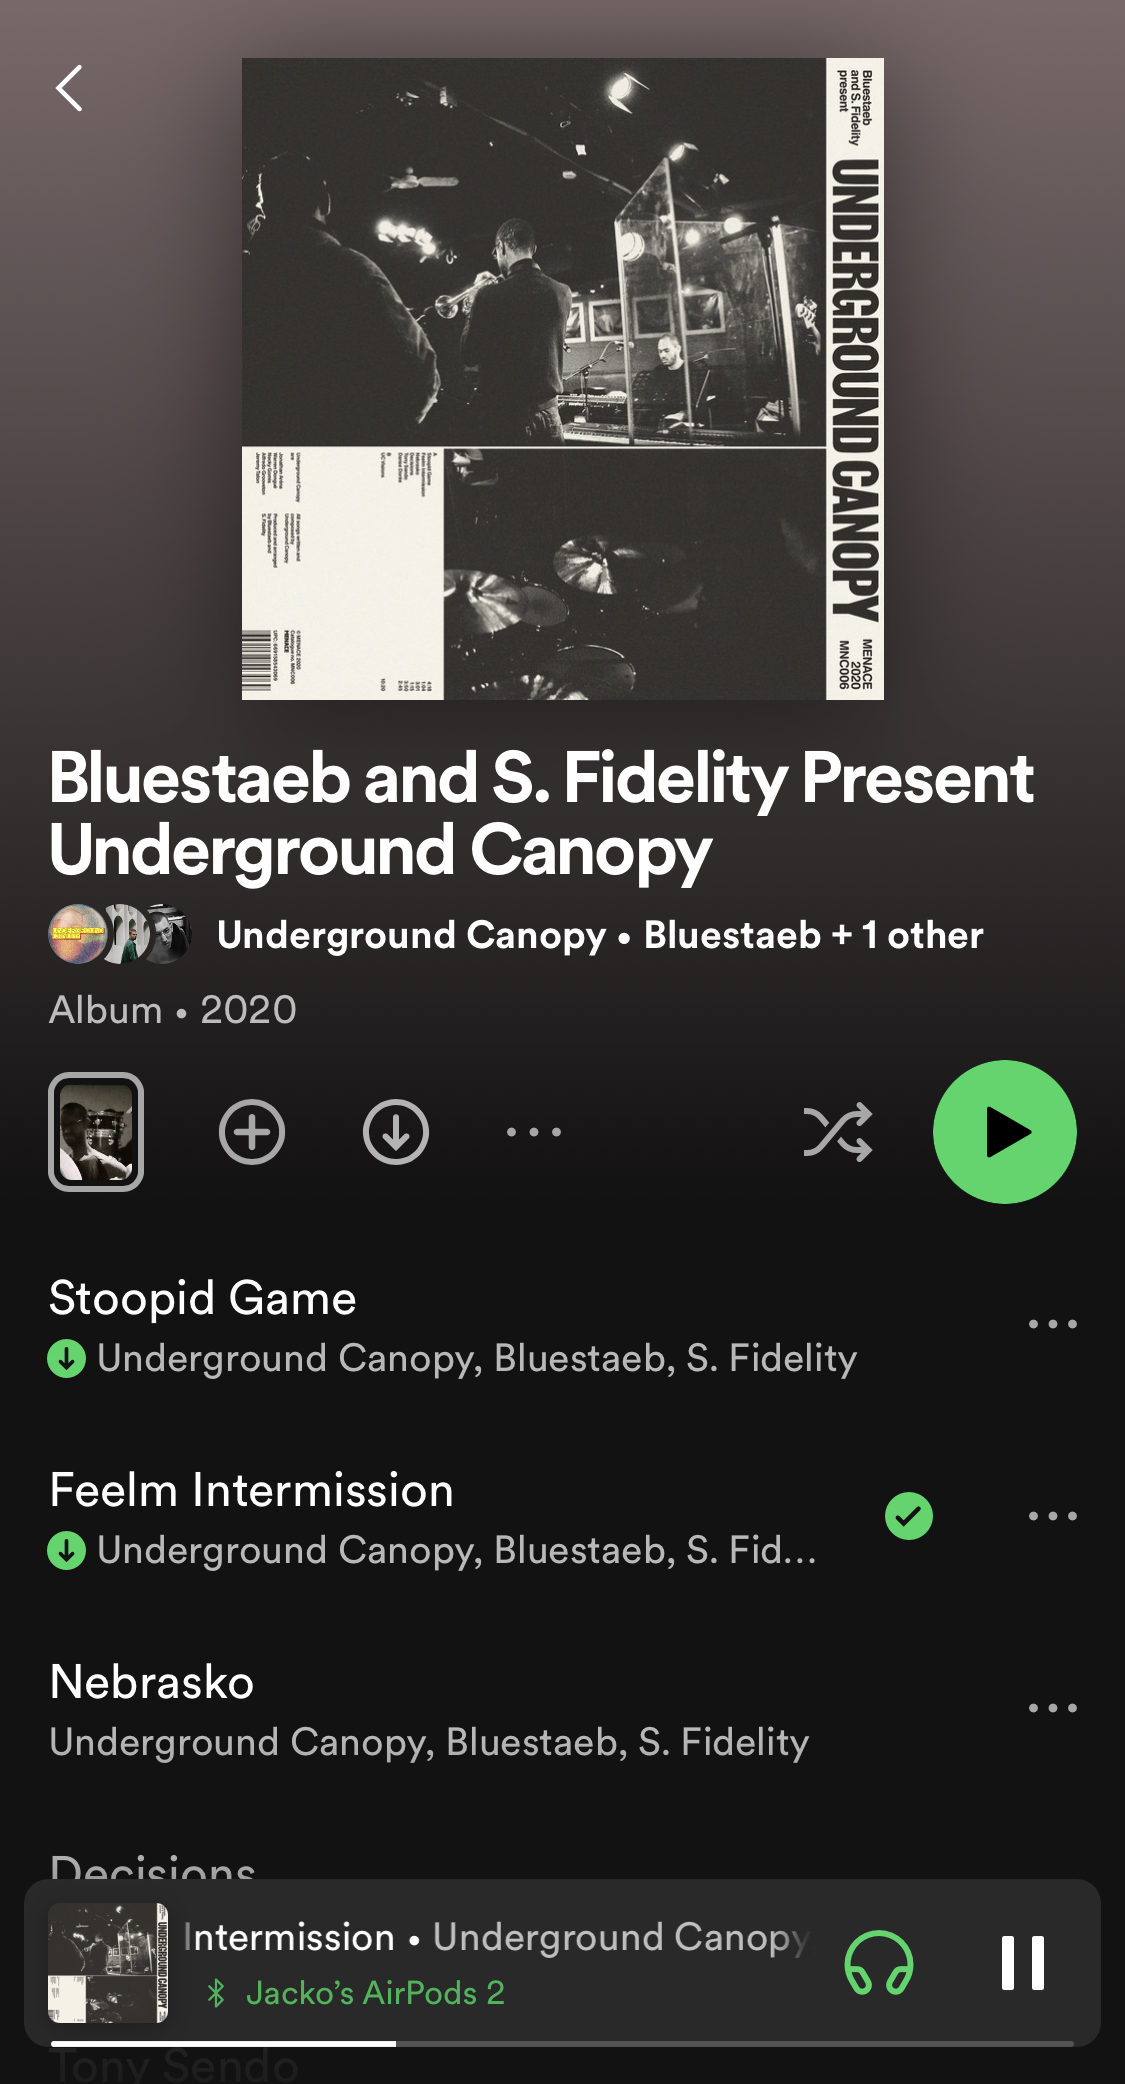 Bluestaeb
and S. Fidelity
present
UNDERGROUND CANOPY
MENACE
2020
MNC006
Bluestaeb and S. Fidelity Present
Underground Canopy
Underground Canopy • Bluestaeb + 1 other
Album • 2020
Stoopid Game
Underground Canopy, Bluestaeb, S. Fidelity
Feelm Intermission
Underground Canopy, Bluestaeb, S. Fid...
Nebrasko
Underground Canopy, Bluestaeb, S. Fidelity
Decisions
Intermission • Underground Canopy
Jacko’s AirPods 2
Tony Sendo